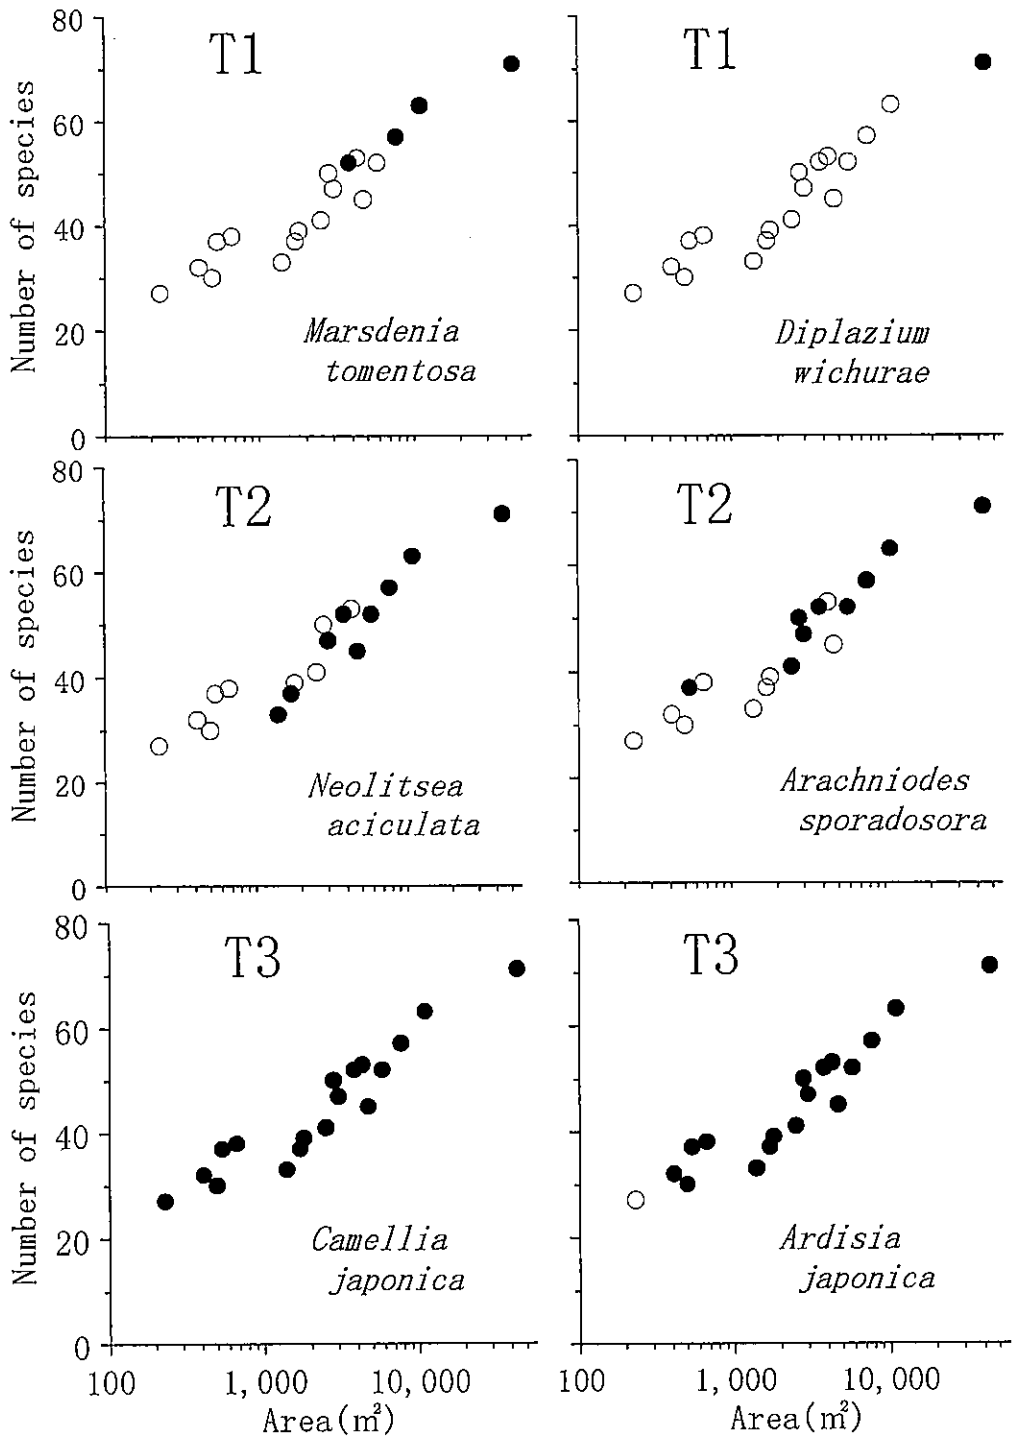 80
60
40
20
0
Number of species
T1
Marsdenia
tomentosa
T1
Diplazium
wichurae
80
60
40
20
0
Number of species
T2
Neolitsea
aciculata
T2
Arachniodes
sporadosora
80
60
40
20
0
Number of species
T3
Camellia
japonica
100 1,000 10,000
Area(m²)
T3
Ardisia
japonica
100 1,000 10,000
Area(m²)